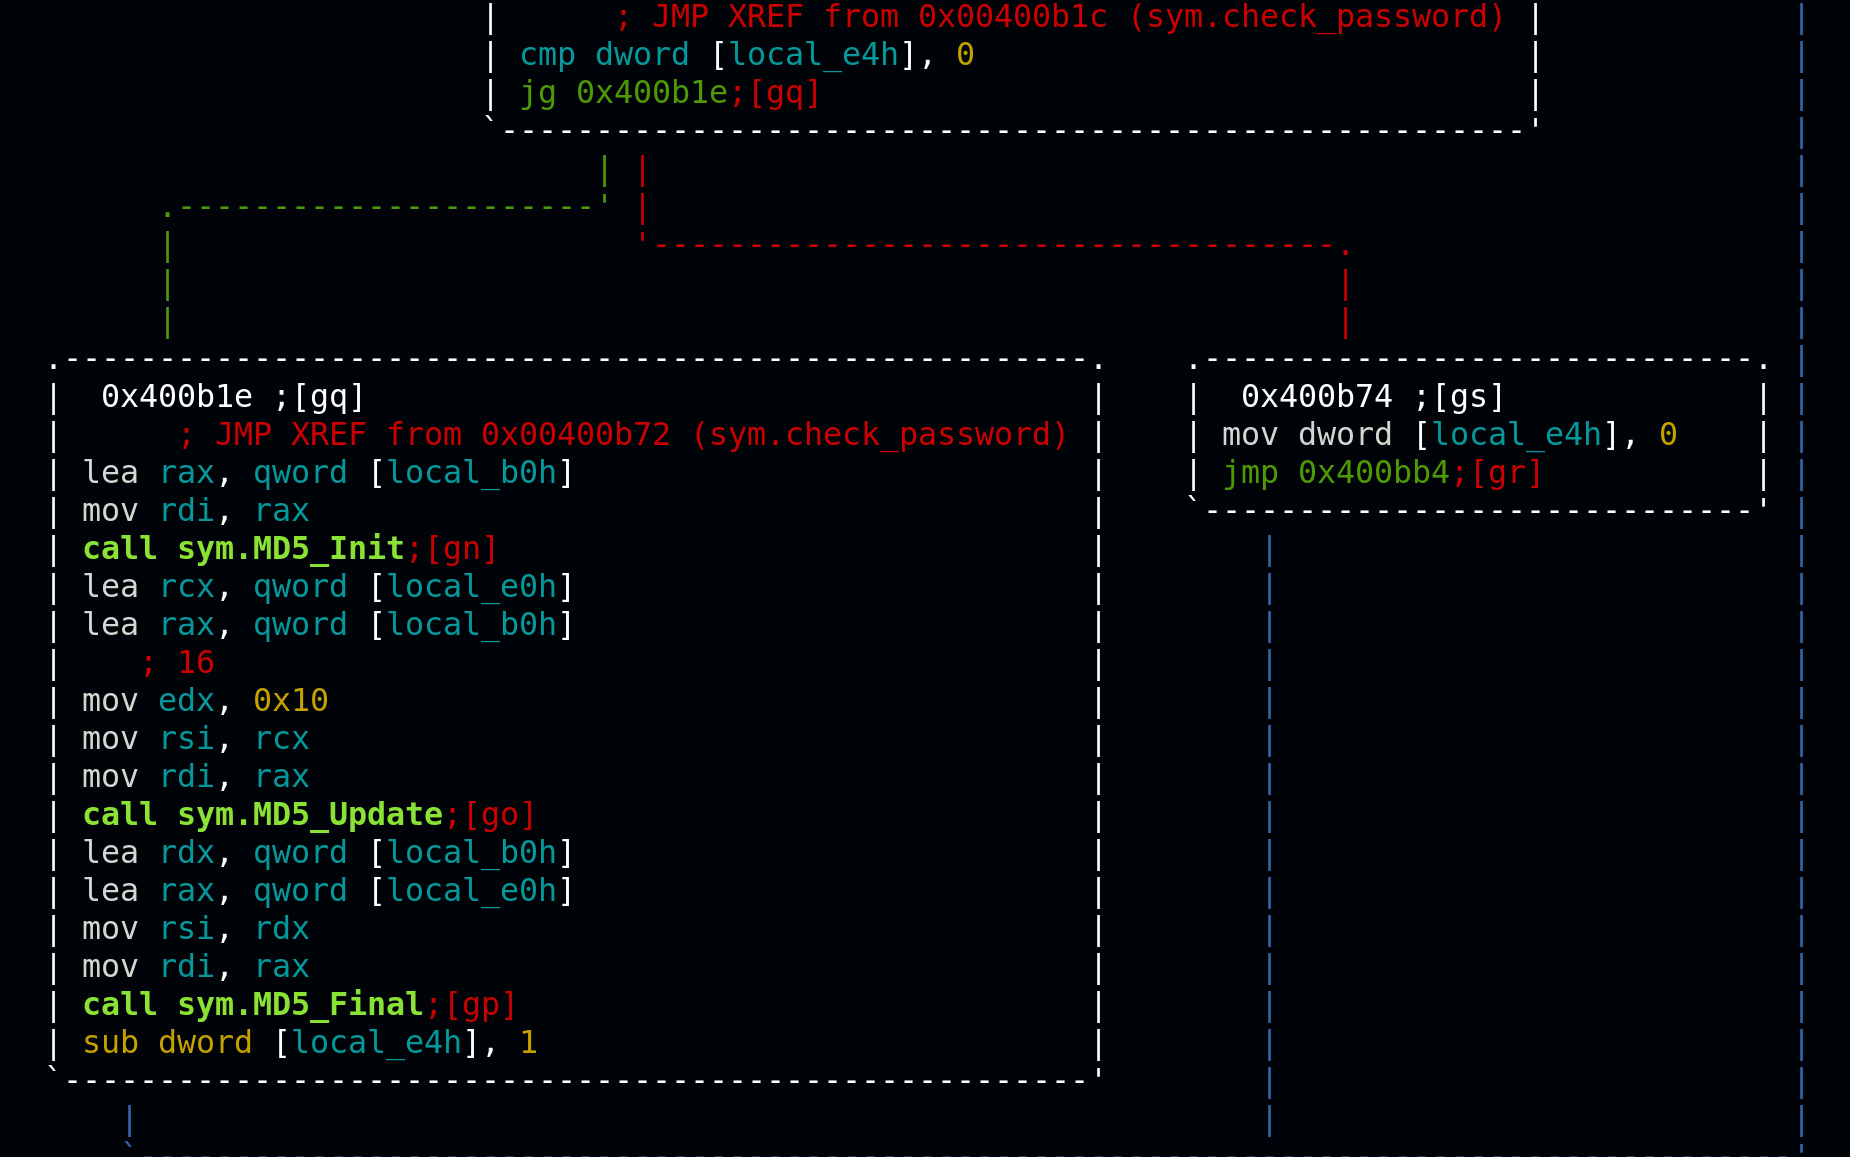 ; JMP XREF from 0x00400b1c (sym.check_password)
cmp dword [local_e4h], 0
jg 0x400b1e;[gq]
0x400b1e ;[gq]
; JMP XREF from 0x00400b72 (sym.check_password)
lea rax, qword [local_b0h]
mov rdi, rax
call sym.MD5_Init;[gn]
lea rcx, qword [local_e0h]
lea rax, qword [local_b0h]
; 16
mov edx, 0x10
mov rsi, rcx
mov rdi, rax
call sym.MD5_Update;[go]
lea rdx, qword [local_b0h]
lea rax, qword [local_e0h]
mov rsi, rdx
mov rdi, rax
call sym.MD5_Final;[gp]
sub dword [local_e4h], 1
0x400b74 ;[gs]
mov dword [local_e4h], 0
jmp 0x400bb4;[gr]